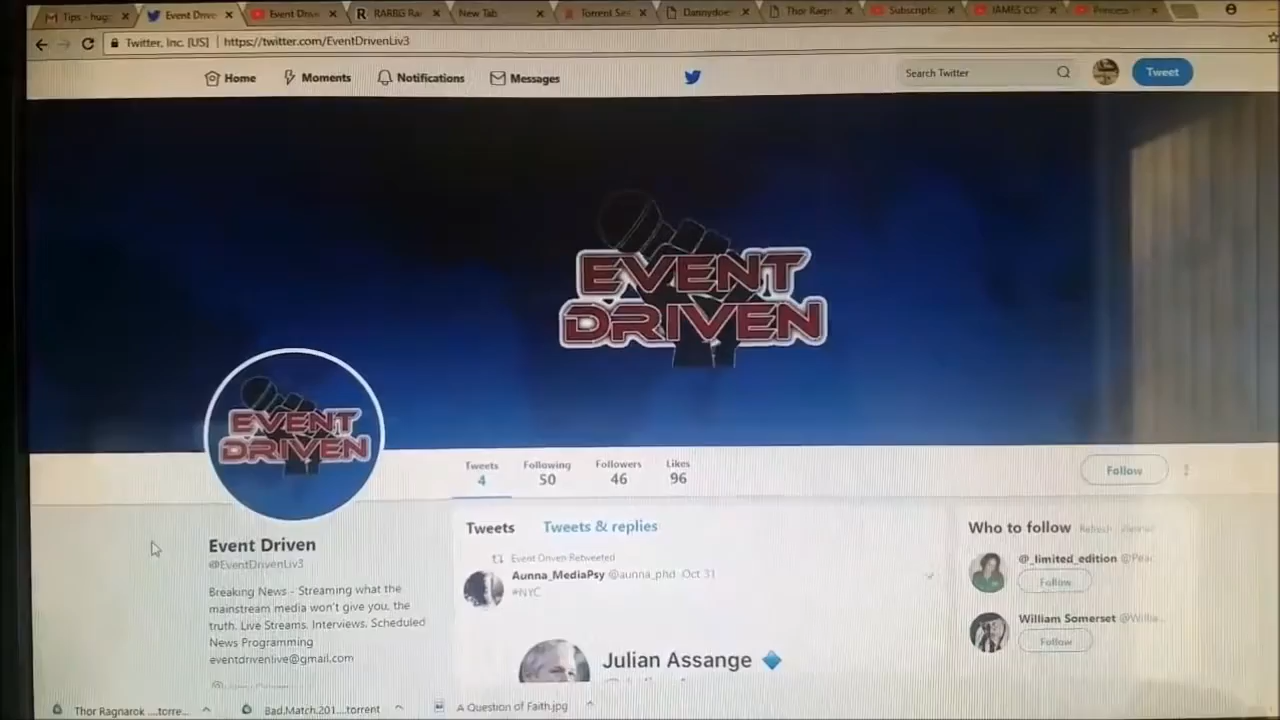 Tips - hug
Event Drive
Event Drive
RARBG Ra
New Tab
Torrent Sea
Dannydoe
Thor Ragn
Subscriptic
JAMES CO
Princess
Twitter, Inc. [US] https://twitter.com/EventDrivenLiv3
Home Moments Notifications Messages Search Twitter Tweet
EVENT
DRIVEN
EVENT
DRIVEN
Tweets Following Followers Likes
4 50 46 96
Follow
Event Driven
@EventDrivenLiv3
Breaking News - Streaming what the
mainstream media won't give you, the
truth. Live Streams. Interviews. Scheduled
News Programming
eventdrivenlive@gmail.com
Tweets Tweets & replies
Event Driven Retweeted
Aunna_MediaPsy @aunna_phd Oct 31
#NYC
Julian Assange
Who to follow Refresh
@_limited_edition @Pea
Follow
William Somerset @Willia...
Follow
Thor Ragnarok ....torre...
Bad.Match.201....torrent
A Question of Faith.jpg